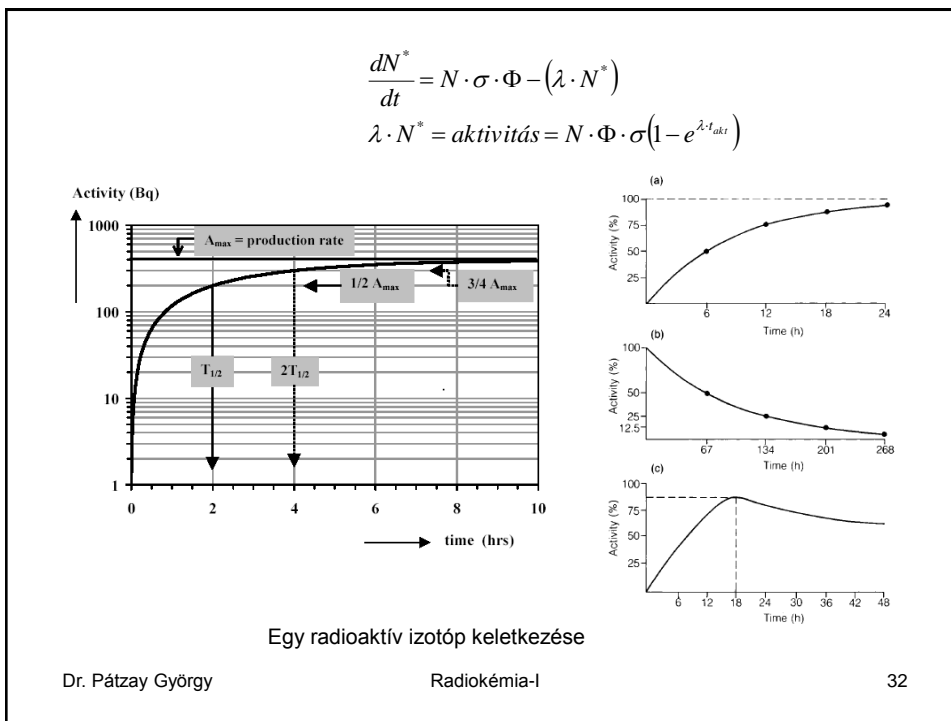 dN*/dt = N · σ · Φ − (λ · N*)
λ · N* = aktivitás = N · Φ · σ(1 − e^{λ·t_akt})
Activity (Bq)
1000
100
10
1
A_max = production rate
1/2 A_max
3/4 A_max
T_1/2
2T_1/2
0 2 4 6 8 10
time (hrs)
(a)
Activity (%)
100
75
50
25
6 12 18 24
Time (h)
(b)
Activity (%)
100
50
25
12.5
67 134 201 268
Time (h)
(c)
Activity (%)
100
75
50
25
6 12 18 24 30 36 42 48
Time (h)
Egy radioaktív izotóp keletkezése
Dr. Pátzay György Radiokémia-I 32